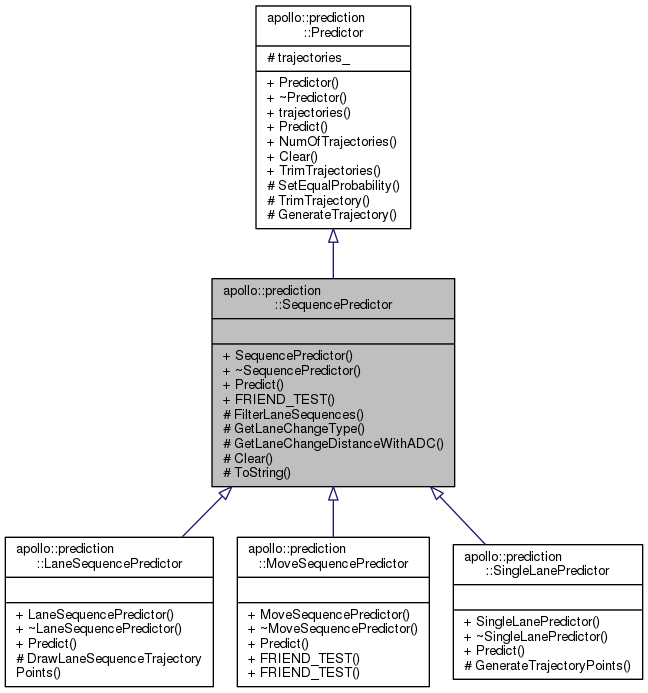 apollo::prediction
::Predictor
# trajectories_
+ Predictor()
+ ~Predictor()
+ trajectories()
+ Predict()
+ NumOfTrajectories()
+ Clear()
+ TrimTrajectories()
# SetEqualProbability()
# TrimTrajectory()
# GenerateTrajectory()
apollo::prediction
::SequencePredictor
+ SequencePredictor()
+ ~SequencePredictor()
+ Predict()
+ FRIEND_TEST()
# FilterLaneSequences()
# GetLaneChangeType()
# GetLaneChangeDistanceWithADC()
# Clear()
# ToString()
apollo::prediction
::LaneSequencePredictor
+ LaneSequencePredictor()
+ ~LaneSequencePredictor()
+ Predict()
# DrawLaneSequenceTrajectory
Points()
apollo::prediction
::MoveSequencePredictor
+ MoveSequencePredictor()
+ ~MoveSequencePredictor()
+ Predict()
+ FRIEND_TEST()
+ FRIEND_TEST()
apollo::prediction
::SingleLanePredictor
+ SingleLanePredictor()
+ ~SingleLanePredictor()
+ Predict()
# GenerateTrajectoryPoints()